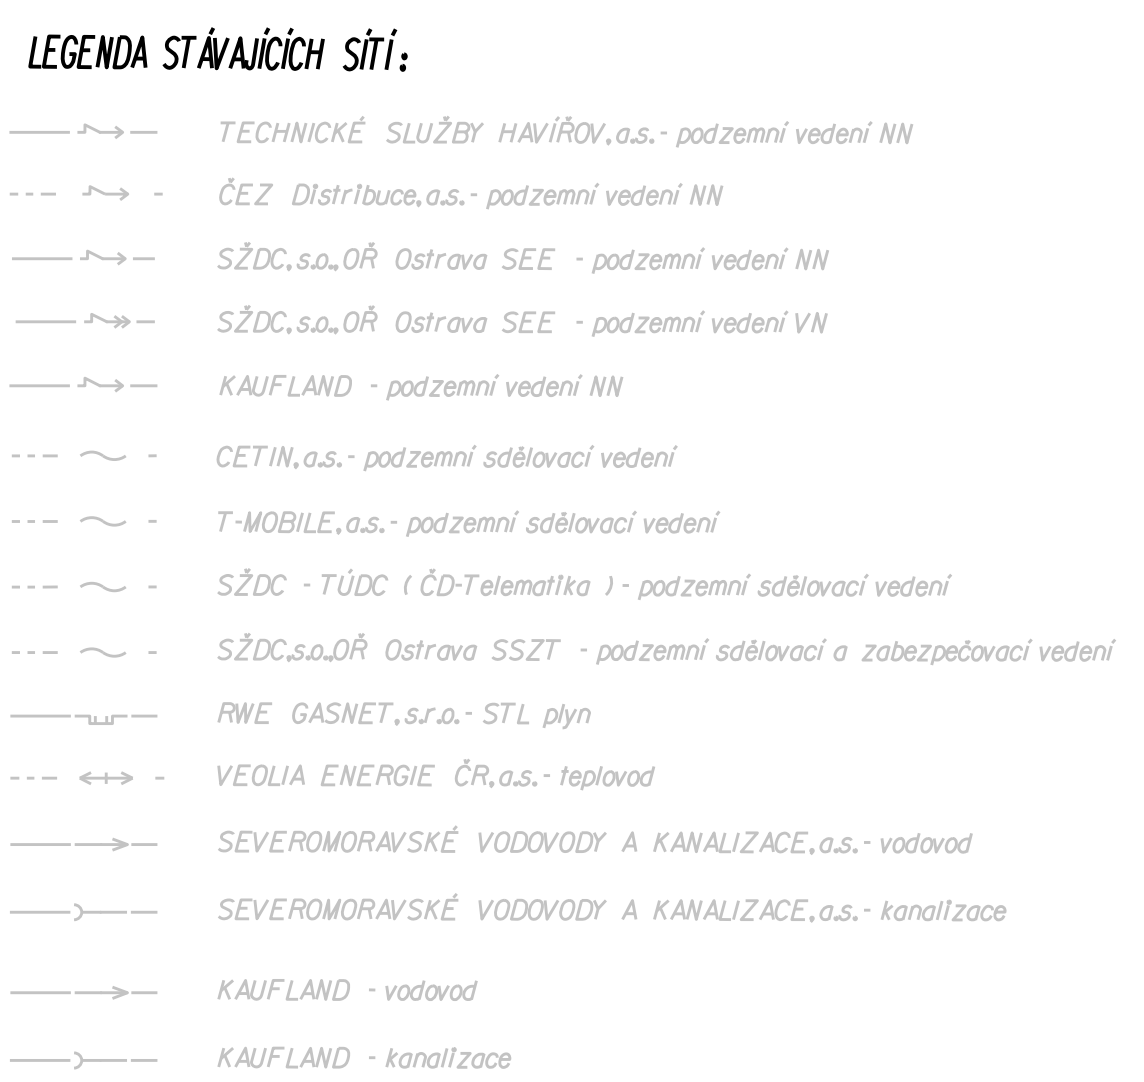 LEGENDA STÁVAJÍCÍCH SÍTÍ:
TECHNICKÉ SLUŽBY HAVÍŘOV,a.s.- podzemní vedení NN
ČEZ Distribuce,a.s.- podzemní vedení NN
SŽDC,s.o.,OŘ Ostrava SEE - podzemní vedení NN
SŽDC,s.o.,OŘ Ostrava SEE - podzemní vedení VN
KAUFLAND - podzemní vedení NN
CETIN,a.s.- podzemní sdělovací vedení
T-MOBILE,a.s.- podzemní sdělovací vedení
SŽDC - TÚDC ( ČD-Telematika ) - podzemní sdělovací vedení
SŽDC,s.o.,OŘ Ostrava SSZT - podzemní sdělovací a zabezpečovací vedení
RWE GASNET,s.r.o.- STL plyn
VEOLIA ENERGIE ČR,a.s.- teplovod
SEVEROMORAVSKÉ VODOVODY A KANALIZACE,a.s.- vodovod
SEVEROMORAVSKÉ VODOVODY A KANALIZACE,a.s.- kanalizace
KAUFLAND - vodovod
KAUFLAND - kanalizace